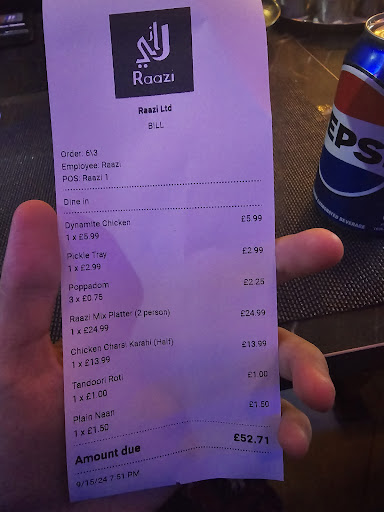 رازي
Raazi
Raazi Ltd
BILL
Order: 6\3
Employee: Raazi
POS: Raazi 1
Dine in
Dynamite Chicken £5.99
1 x £5.99
Pickle Tray £2.99
1 x £2.99
Poppadom £2.25
3 x £0.75
Raazi Mix Platter (2 person) £24.99
1 x £24.99
Chicken Charsi Karahi (Half) £13.99
1 x £13.99
Tandoori Roti £1.00
1 x £1.00
Plain Naan £1.50
1 x £1.50
Amount due £52.71
9/15/24 7:51 PM
EPS